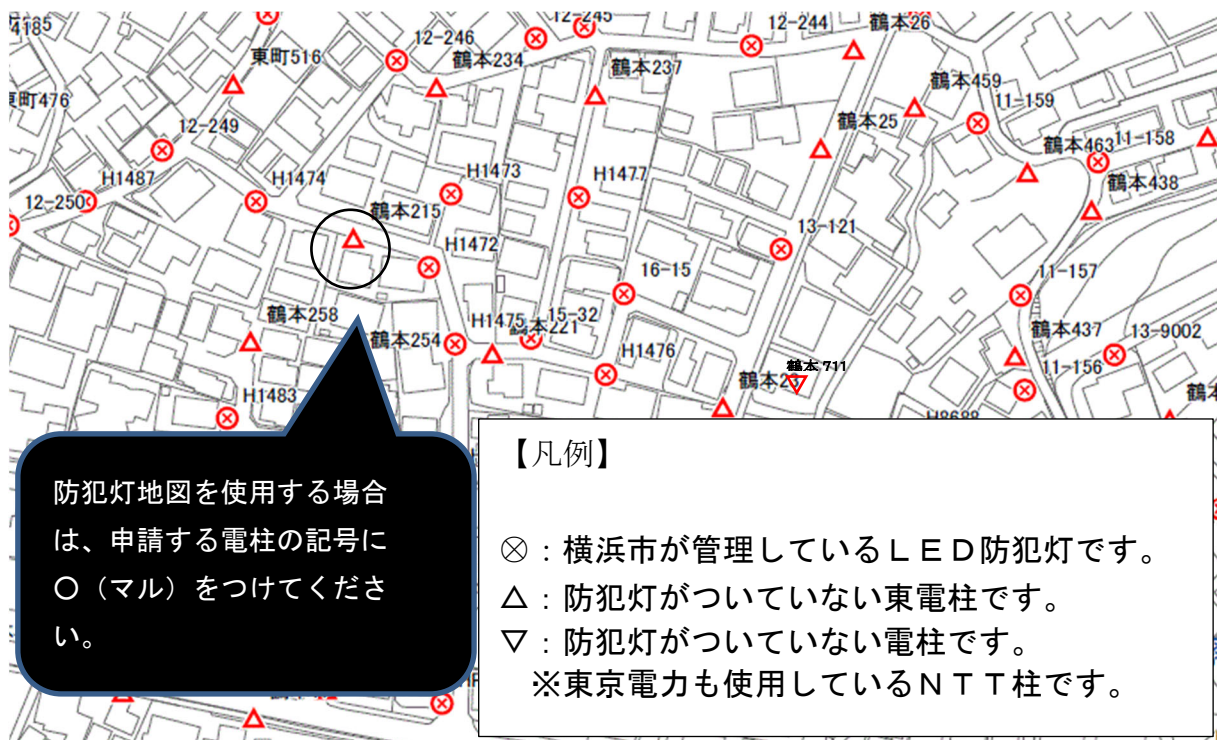 4185
12-245
12-244
鶴本26
12-246
東町516
鶴本234
鶴本237
鶴本459
東町476
11-159
鶴本25
12-249
鶴本463
11-158
H1487
H1474
H1473
H1477
鶴本438
12-250
鶴本215
13-121
H1472
16-15
11-157
鶴本258
鶴本254
H1475
鶴本221
15-32
H1476
鶴本437
13-9002
鶴本711
鶴本23
11-156
H1483
H8688
防犯灯地図を使用する場合
は、申請する電柱の記号に
〇（マル）をつけてくださ
い。
【凡例】
⊗：横浜市が管理しているＬＥＤ防犯灯です。
△：防犯灯がついていない東電柱です。
▽：防犯灯がついていない電柱です。
※東京電力も使用しているＮＴＴ柱です。